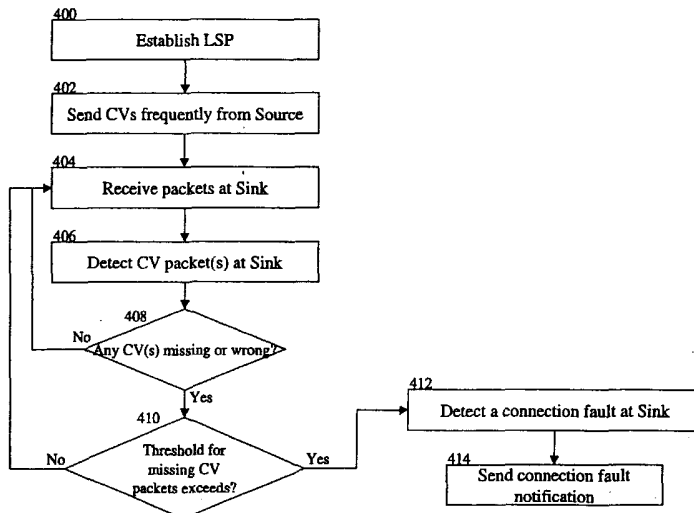 400
Establish LSP
402
Send CVs frequently from Source
404
Receive packets at Sink
406
Detect CV packet(s) at Sink
408
No
Any CV(s) missing or wrong?
Yes
410
No
Threshold for
missing CV
packets exceeds?
Yes
412
Detect a connection fault at Sink
414
Send connection fault
notification